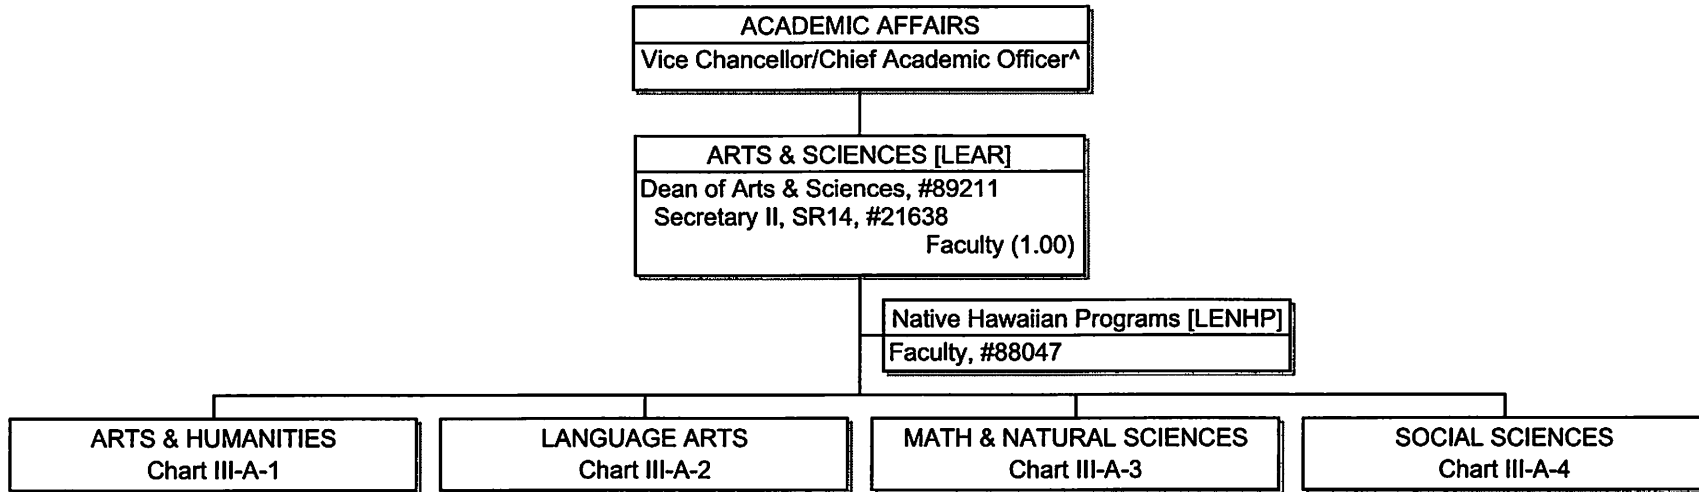 ACADEMIC AFFAIRS
Vice Chancellor/Chief Academic Officer^
ARTS & SCIENCES [LEAR]
Dean of Arts & Sciences, #89211
Secretary II, SR14, #21638
Faculty (1.00)
Native Hawaiian Programs [LENHP]
Faculty, #88047
ARTS & HUMANITIES
Chart III-A-1
LANGUAGE ARTS
Chart III-A-2
MATH & NATURAL SCIENCES
Chart III-A-3
SOCIAL SCIENCES
Chart III-A-4